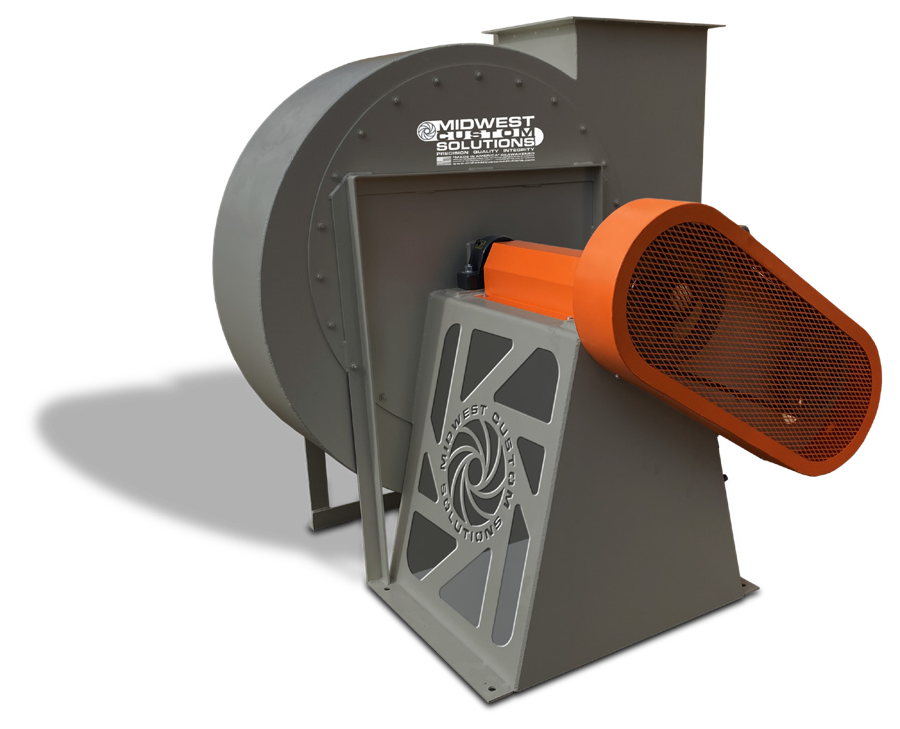 MIDWEST
CUSTOM
SOLUTIONS
PRECISION QUALITY INTEGRITY
MIDWEST CUSTOM
SOLUTIONS